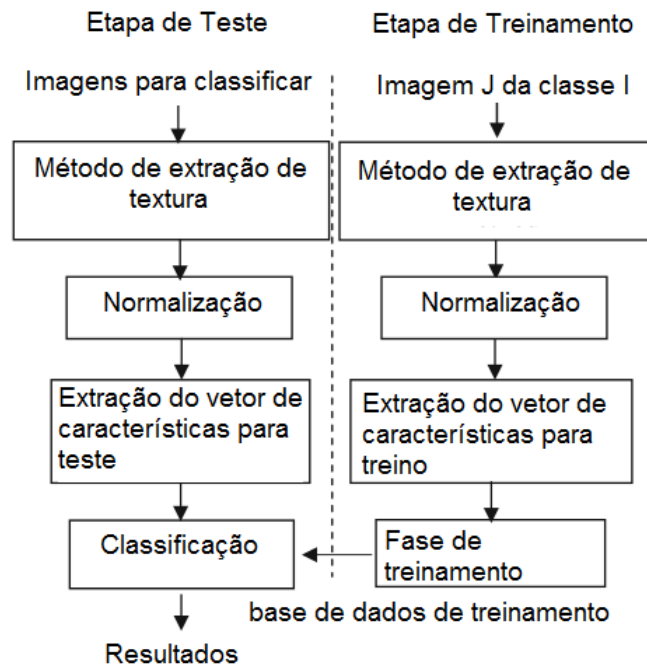 Etapa de Teste
Imagens para classificar
Método de extração de
textura
Normalização
Extração do vetor de
características para
teste
Classificação
Resultados
Etapa de Treinamento
Imagem J da classe I
Método de extração de
textura
Normalização
Extração do vetor de
características para
treino
Fase de
treinamento
base de dados de treinamento